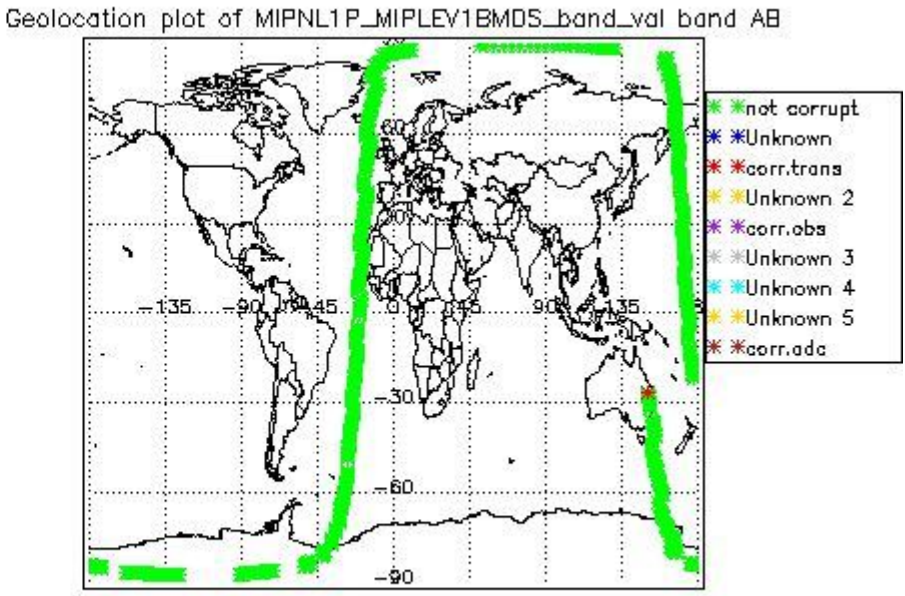 Geolocation plot of MIPNL1P_MIPLEV1BMDS_band_val band AB
not corrupt
Unknown
corr.trans
Unknown 2
corr.obs
Unknown 3
Unknown 4
Unknown 5
corr.adc
60
-135
-90
-45
0
45
90
135
-30
-60
-90